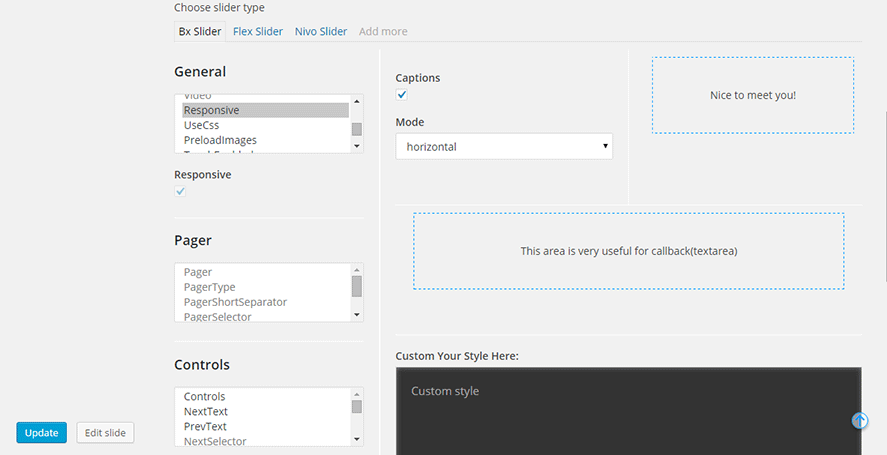 Choose slider type
Bx Slider Flex Slider Nivo Slider Add more
General
Video
Responsive
UseCss
PreloadImages
Responsive
Pager
Pager
PagerType
PagerShortSeparator
PagerSelector
Controls
Controls
NextText
PrevText
NextSelector
Captions
Mode
horizontal
Nice to meet you!
This area is very useful for callback(textarea)
Custom Your Style Here:
Custom style
Update Edit slide